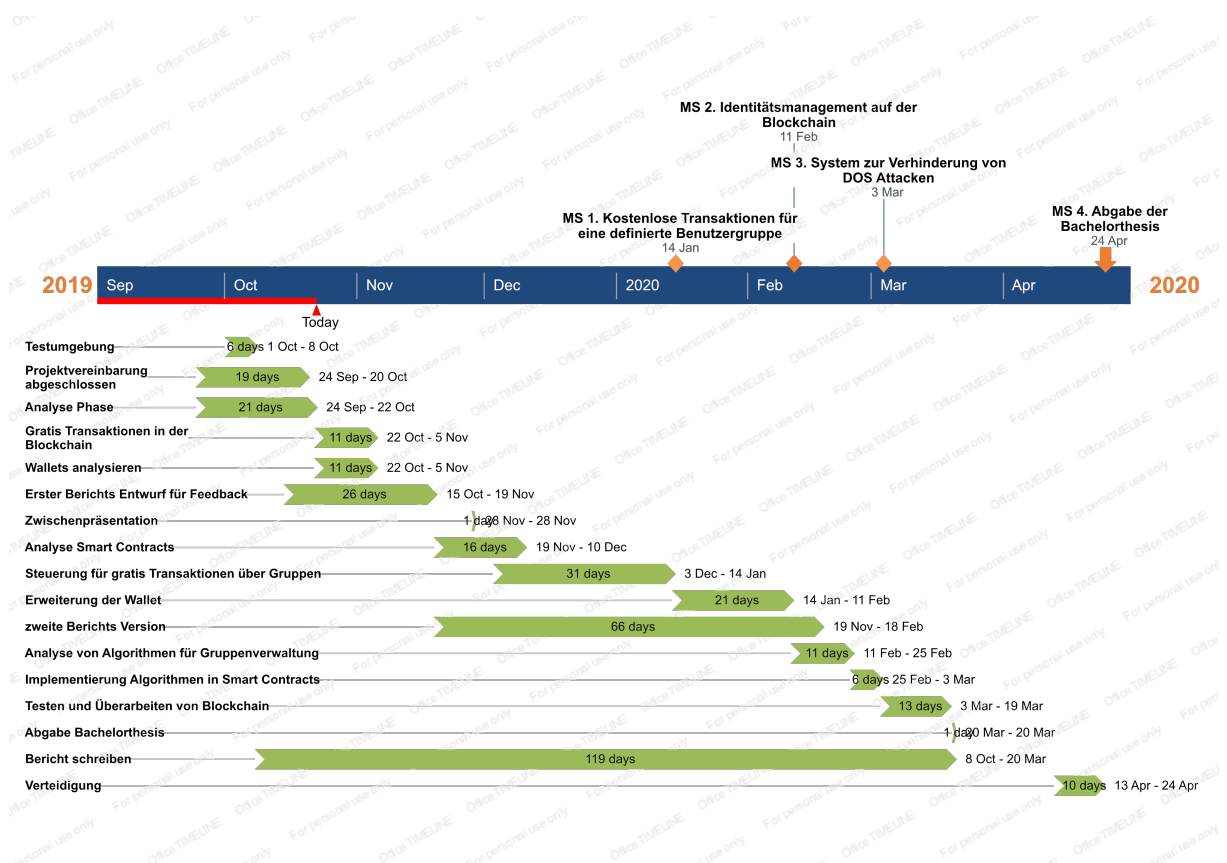 MS 2. Identitätsmanagement auf der
Blockchain
11 Feb
MS 3. System zur Verhinderung von
DOS Attacken
3 Mar
MS 1. Kostenlose Transaktionen für
eine definierte Benutzergruppe
14 Jan
MS 4. Abgabe der
Bachelorthesis
24 Apr
2019 Sep Oct Nov Dec 2020 Feb Mar Apr 2020
Today
Testumgebung 6 days 1 Oct - 8 Oct
Projektvereinbarung
abgeschlossen 19 days 24 Sep - 20 Oct
Analyse Phase 21 days 24 Sep - 22 Oct
Gratis Transaktionen in der
Blockchain 11 days 22 Oct - 5 Nov
Wallets analysieren 11 days 22 Oct - 5 Nov
Erster Berichts Entwurf für Feedback 26 days 15 Oct - 19 Nov
Zwischenpräsentation 1 day 28 Nov - 28 Nov
Analyse Smart Contracts 16 days 19 Nov - 10 Dec
Steuerung für gratis Transaktionen über Gruppen 31 days 3 Dec - 14 Jan
Erweiterung der Wallet 21 days 14 Jan - 11 Feb
zweite Berichts Version 66 days 19 Nov - 18 Feb
Analyse von Algorithmen für Gruppenverwaltung 11 days 11 Feb - 25 Feb
Implementierung Algorithmen in Smart Contracts 6 days 25 Feb - 3 Mar
Testen und Überarbeiten von Blockchain 13 days 3 Mar - 19 Mar
Abgabe Bachelorthesis 1 day 20 Mar - 20 Mar
Bericht schreiben 119 days 8 Oct - 20 Mar
Verteidigung 10 days 13 Apr - 24 Apr
For personal use only
Office TIMELINE